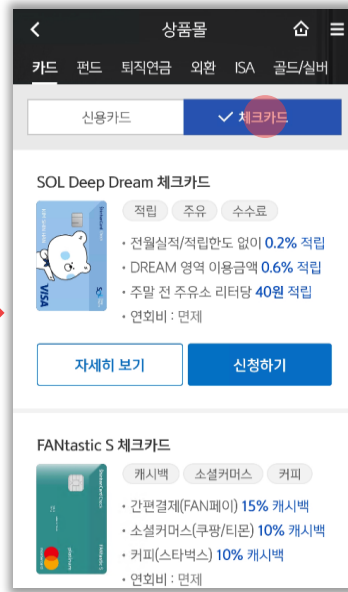 상품몰
카드 펀드 퇴직연금 외환 ISA 골드/실버
신용카드 체크카드
SOL Deep Dream 체크카드
적립 주유 수수료
· 전월실적/적립한도 없이 0.2% 적립
· DREAM 영역 이용금액 0.6% 적립
· 주말 전 주유소 리터당 40원 적립
· 연회비 : 면제
VISA
자세히 보기 신청하기
FANtastic S 체크카드
캐시백 소셜커머스 커피
· 간편결제(FAN페이) 15% 캐시백
· 소셜커머스(쿠팡/티몬) 10% 캐시백
· 커피(스타벅스) 10% 캐시백
· 연회비 : 면제